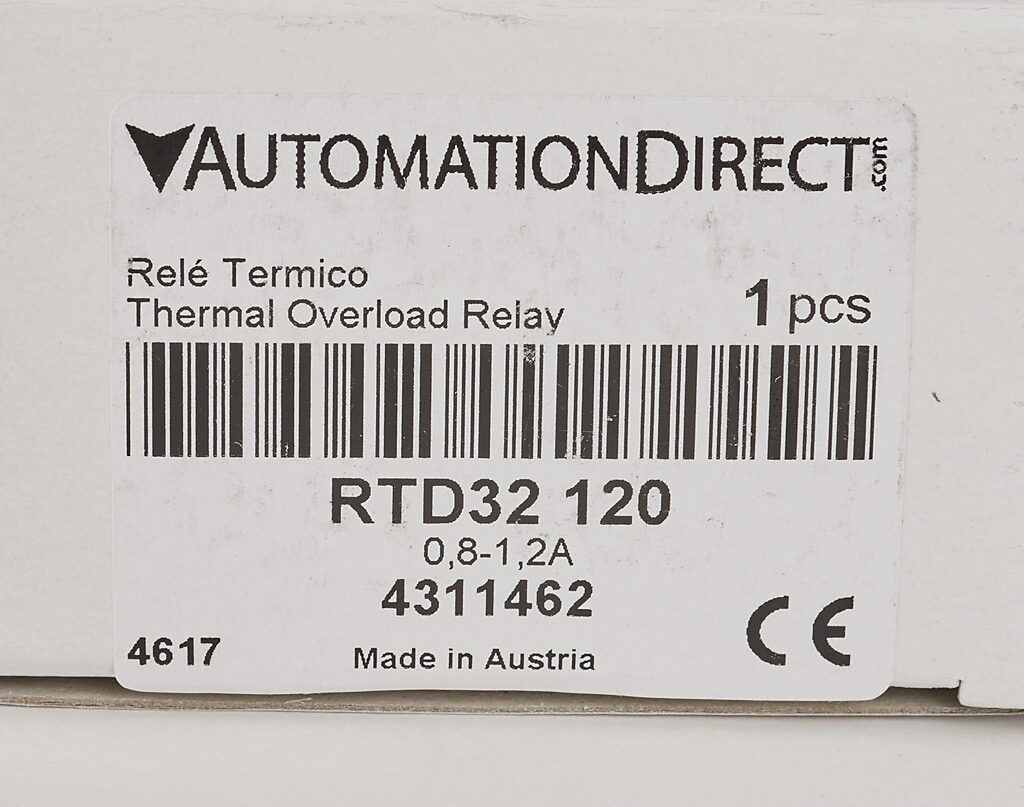 AUTOMATIONDIRECT.com
Relé Termico
Thermal Overload Relay
1 pcs
RTD32 120
0,8-1,2A
4311462
4617
Made in Austria
CE